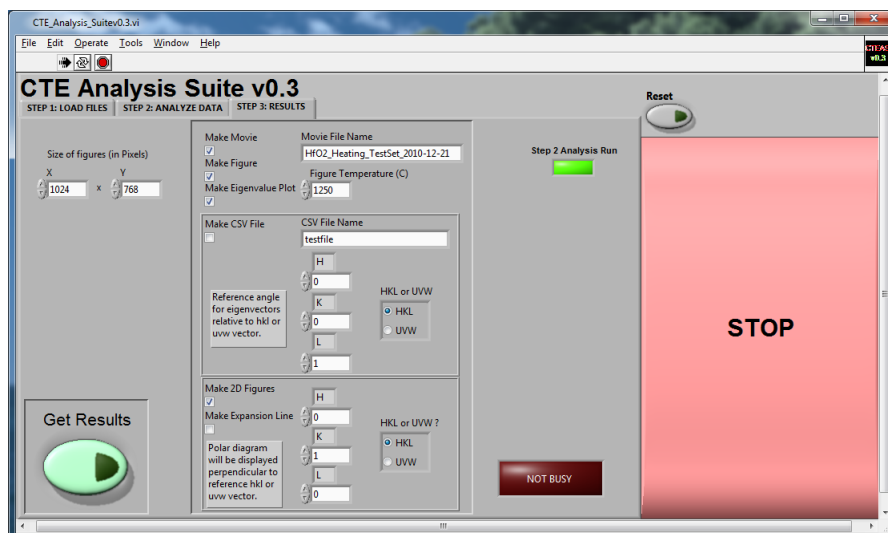 CTE_Analysis_Suitev0.3.vi
File Edit Operate Tools Window Help
CTEAS
v0.3
CTE Analysis Suite v0.3
STEP 1: LOAD FILES STEP 2: ANALYZE DATA STEP 3: RESULTS
Reset
Size of figures (in Pixels)
X Y
1024 x 768
Make Movie
Movie File Name
HfO2_Heating_TestSet_2010-12-21
Make Figure
Figure Temperature (C)
Make Eigenvalue Plot
1250
Step 2 Analysis Run
Make CSV File
CSV File Name
testfile
H
0
K
0
L
1
Reference angle
for eigenvectors
relative to hkl or
uvw vector.
HKL or UVW
HKL
UVW
Make 2D Figures
Make Expansion Line
H
0
K
1
L
0
Polar diagram
will be displayed
perpendicular to
reference hkl or
uvw vector.
HKL or UVW ?
HKL
UVW
Get Results
NOT BUSY
STOP